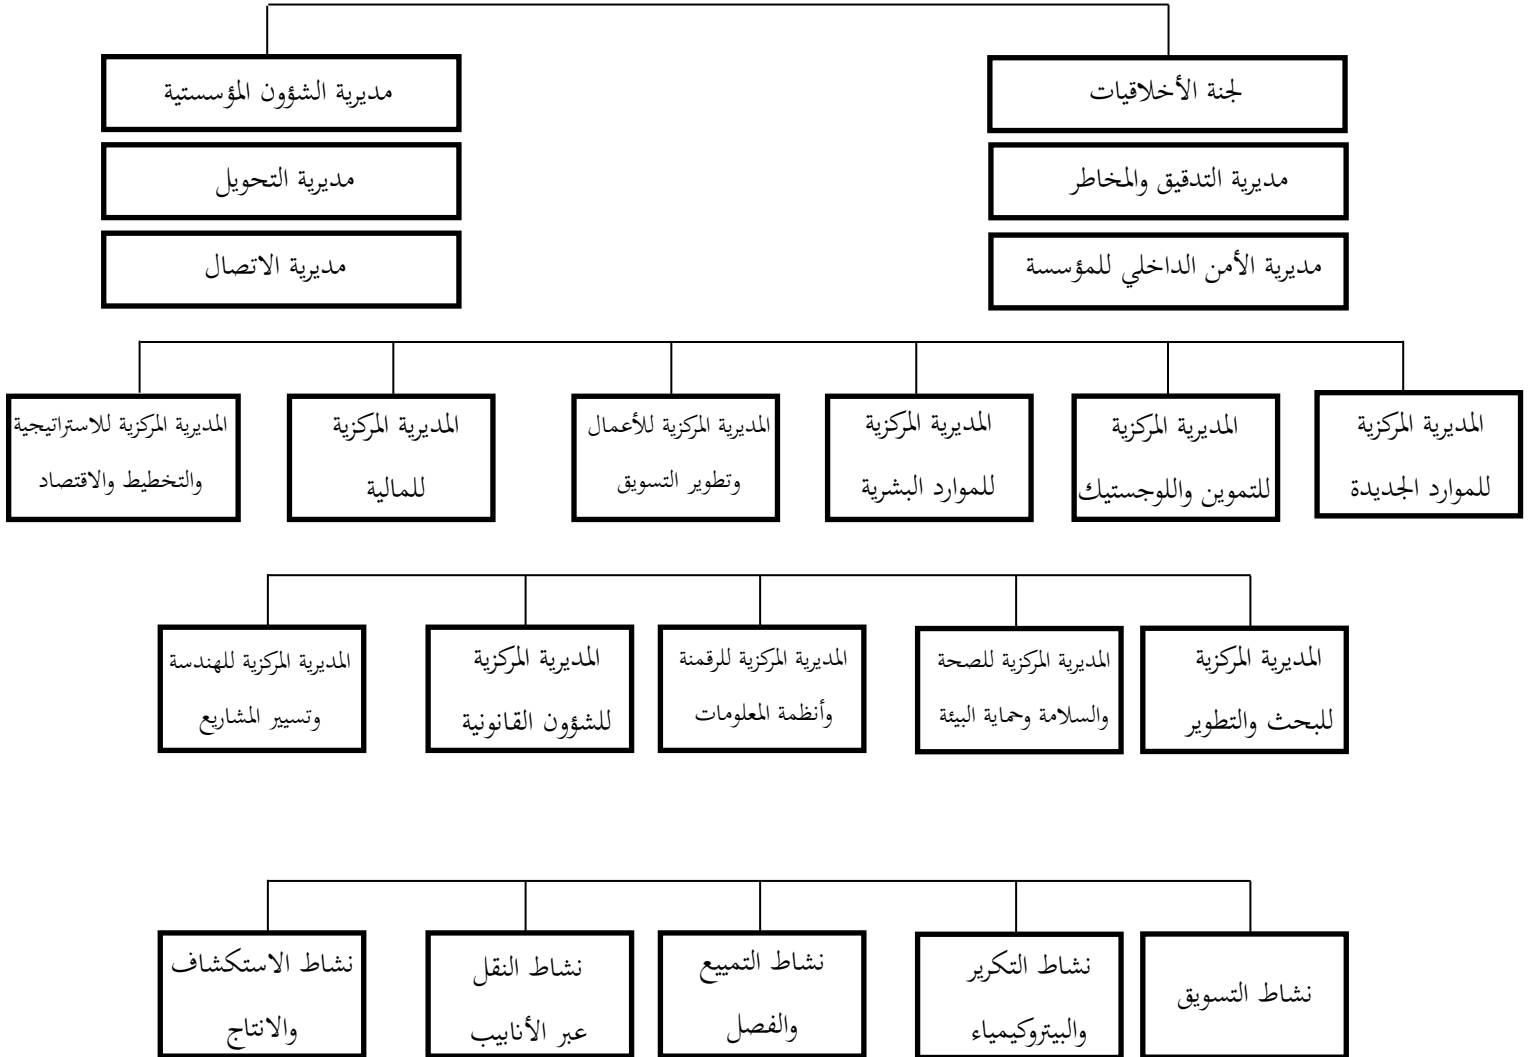 لجنة الأخلاقيات
مديرية التدقيق والمخاطر
مديرية الأمن الداخلي للمؤسسة
مديرية الشؤون المؤسستية
مديرية التحويل
مديرية الاتصال
المديرية المركزية
للموارد الجديدة
المديرية المركزية
للتموين واللوجستيك
المديرية المركزية
للموارد البشرية
المديرية المركزية للأعمال
وتطوير التسويق
المديرية المركزية
للمالية
المديرية المركزية للاستراتيجية
والتخطيط والاقتصاد
المديرية المركزية
للبحث والتطوير
المديرية المركزية للصحة
والسلامة وحماية البيئة
المديرية المركزية للرقمنة
وأنظمة المعلومات
المديرية المركزية
للشؤون القانونية
المديرية المركزية للهندسة
وتسيير المشاريع
نشاط التسويق
نشاط التكرير
والبيتروكيمياء
نشاط التمييع
والفصل
نشاط النقل
عبر الأنابيب
نشاط الاستكشاف
والانتاج